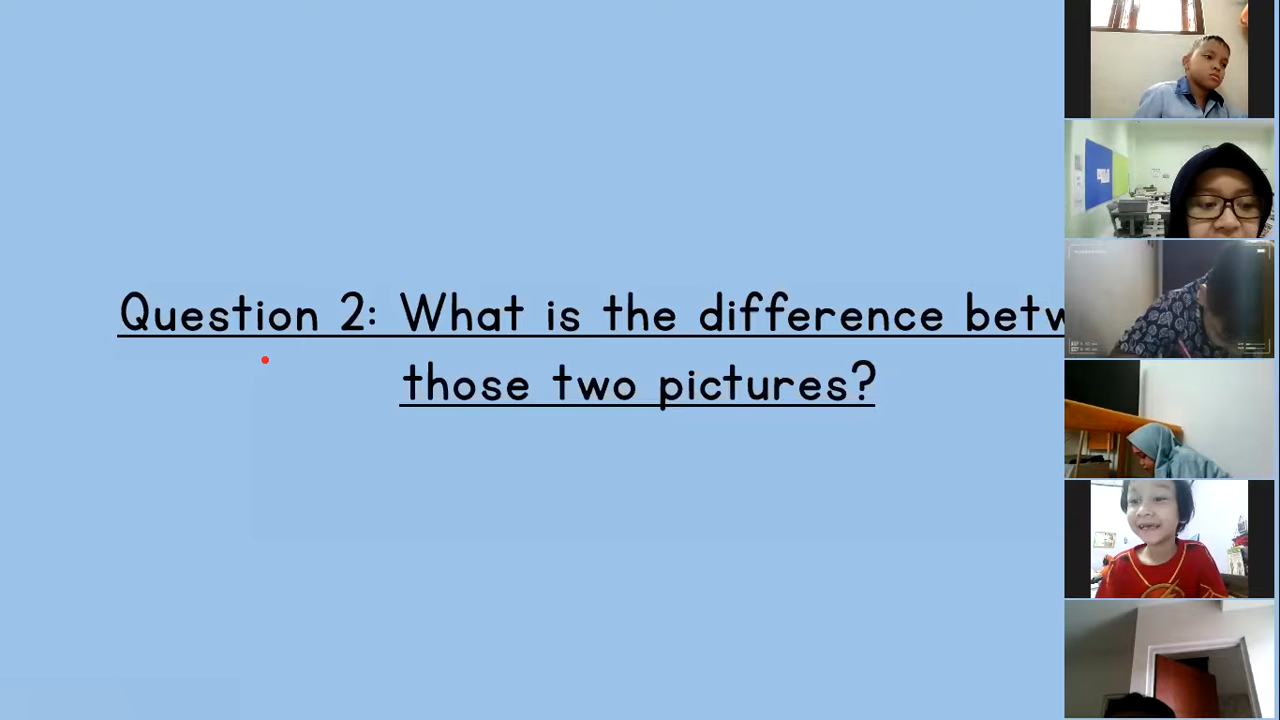 Question 2: What is the difference betw
those two pictures?